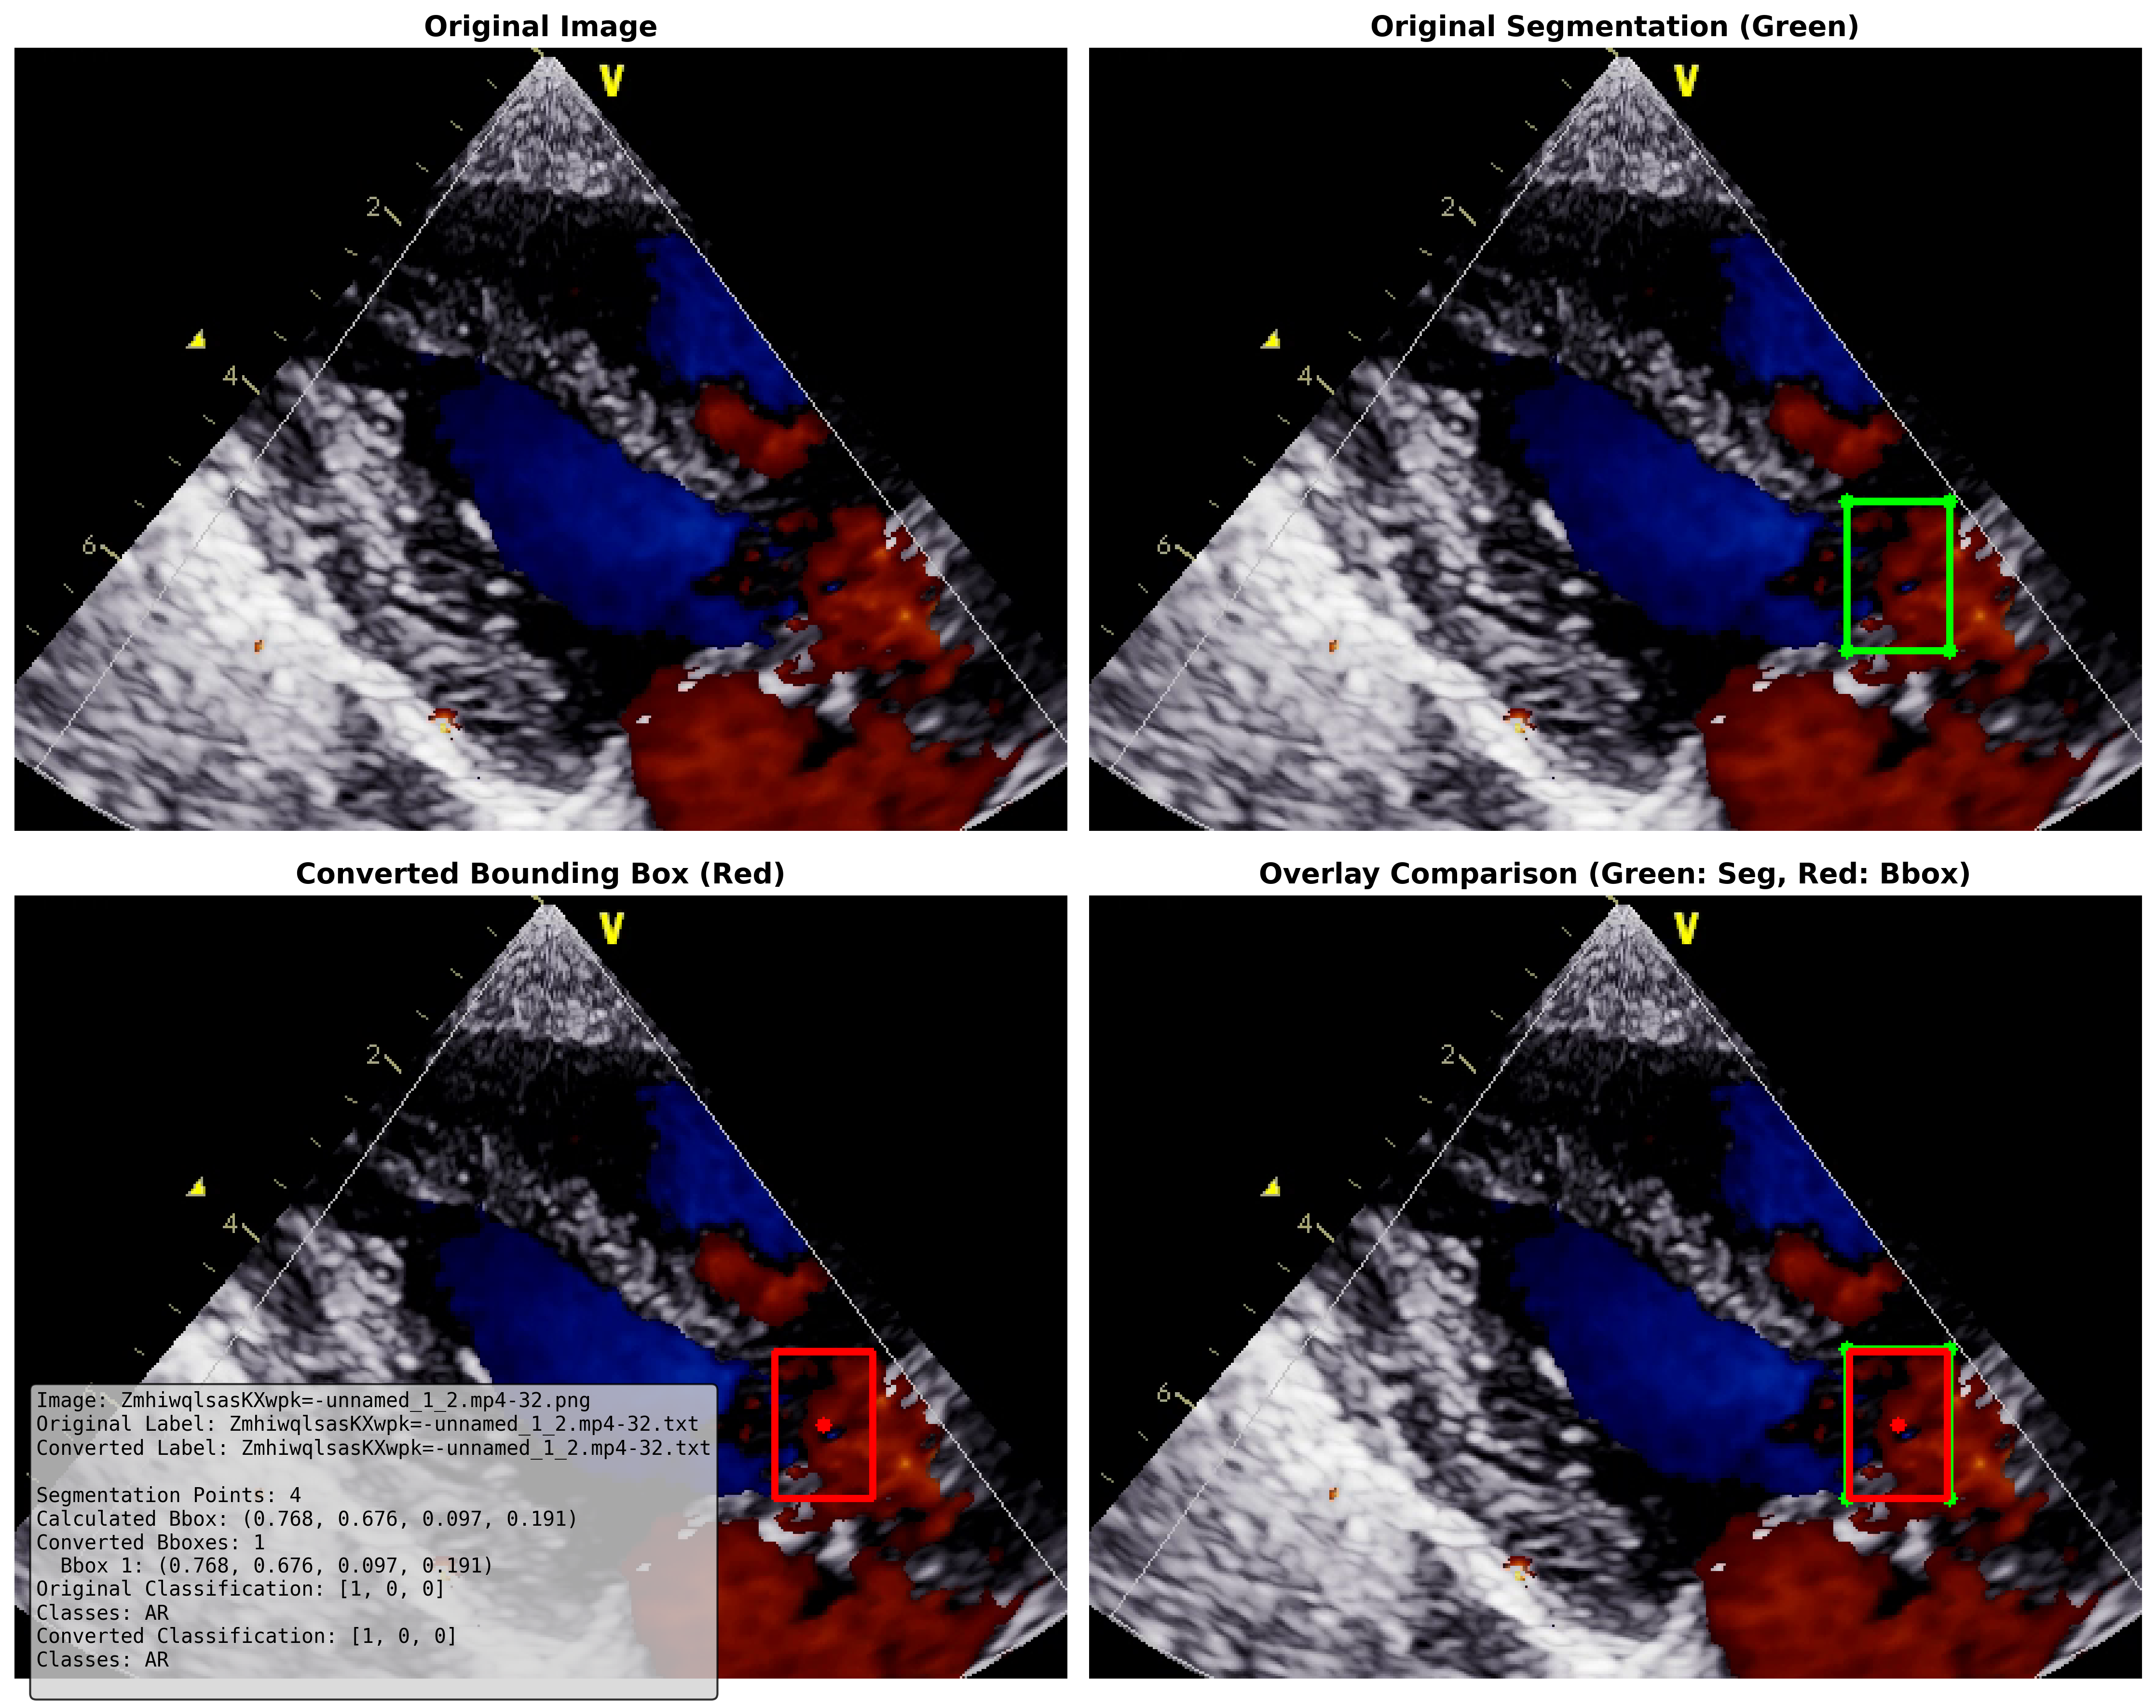 Original Image
Original Segmentation (Green)
V
2
4
6
V
2
4
6
Converted Bounding Box (Red)
Overlay Comparison (Green: Seg, Red: Bbox)
V
2
4
V
2
4
6
Image: ZmhiwqlsasKXwpk=-unnamed_1_2.mp4-32.png
Original Label: ZmhiwqlsasKXwpk=-unnamed_1_2.mp4-32.txt
Converted Label: ZmhiwqlsasKXwpk=-unnamed_1_2.mp4-32.txt
Segmentation Points: 4
Calculated Bbox: (0.768, 0.676, 0.097, 0.191)
Converted Bboxes: 1
Bbox 1: (0.768, 0.676, 0.097, 0.191)
Original Classification: [1, 0, 0]
Classes: AR
Converted Classification: [1, 0, 0]
Classes: AR